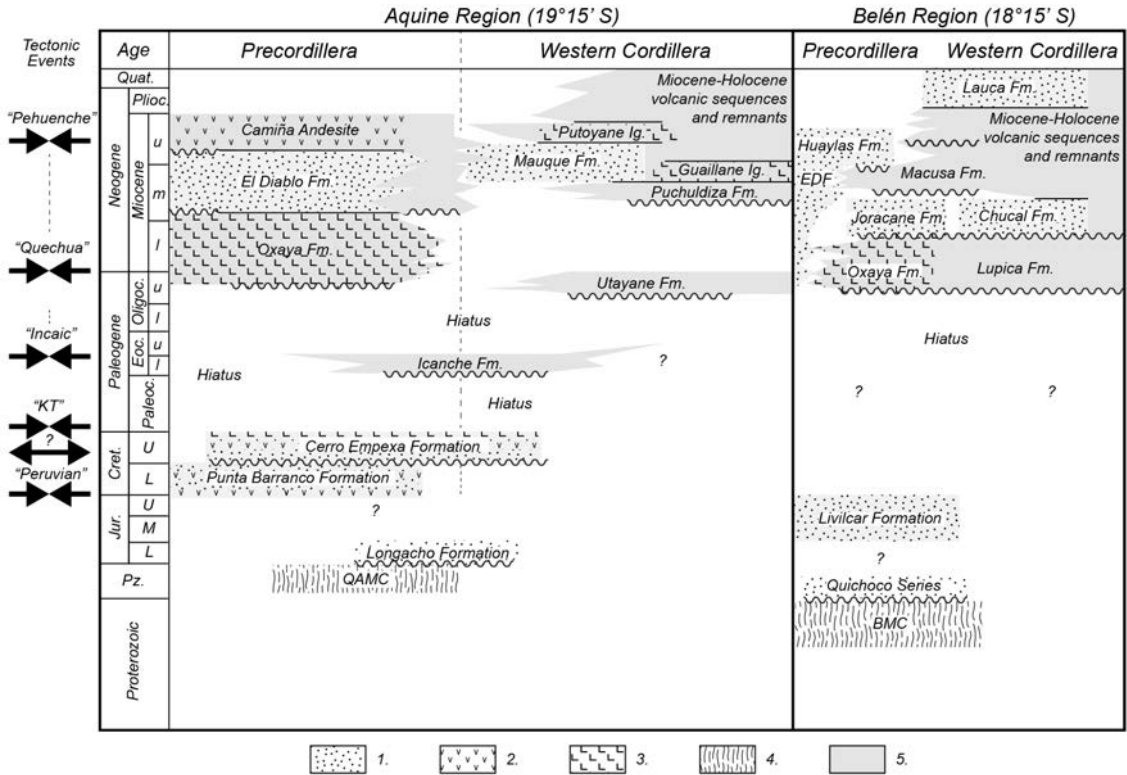 Aquine Region (19°15' S)
Belén Region (18°15' S)
Tectonic
Events
Age
Precordillera
Western Cordillera
Precordillera
Western Cordillera
Quat.
Neogene
Plioc.
Miocene
u
m
l
Paleogene
Oligoc.
u
l
Eoc.
u
l
Paleoc.
Cret.
U
L
Jur.
U
M
L
Pz.
Proterozoic
"Pehuenche"
"Quechua"
"Incaic"
"KT"
?
"Peruvian"
Camiña Andesite
El Diablo Fm.
Oxaya Fm.
Miocene-Holocene
volcanic sequences
and remnants
Putoyane Ig.
Mauque Fm.
Guaillane Ig.
Puchuldiza Fm.
Utayane Fm.
Hiatus
Icanche Fm.
?
Hiatus
Hiatus
Cerro Empexa Formation
Punta Barranco Formation
?
Longacho Formation
QAMC
Lauca Fm.
Miocene-Holocene
volcanic sequences
and remnants
Huaylas Fm.
EDF
Macusa Fm.
Joracane Fm.
Chucal Fm.
Oxaya Fm.
Lupica Fm.
Hiatus
?
?
Livilcar Formation
?
Quichoco Series
BMC
1.
2.
3.
4.
5.